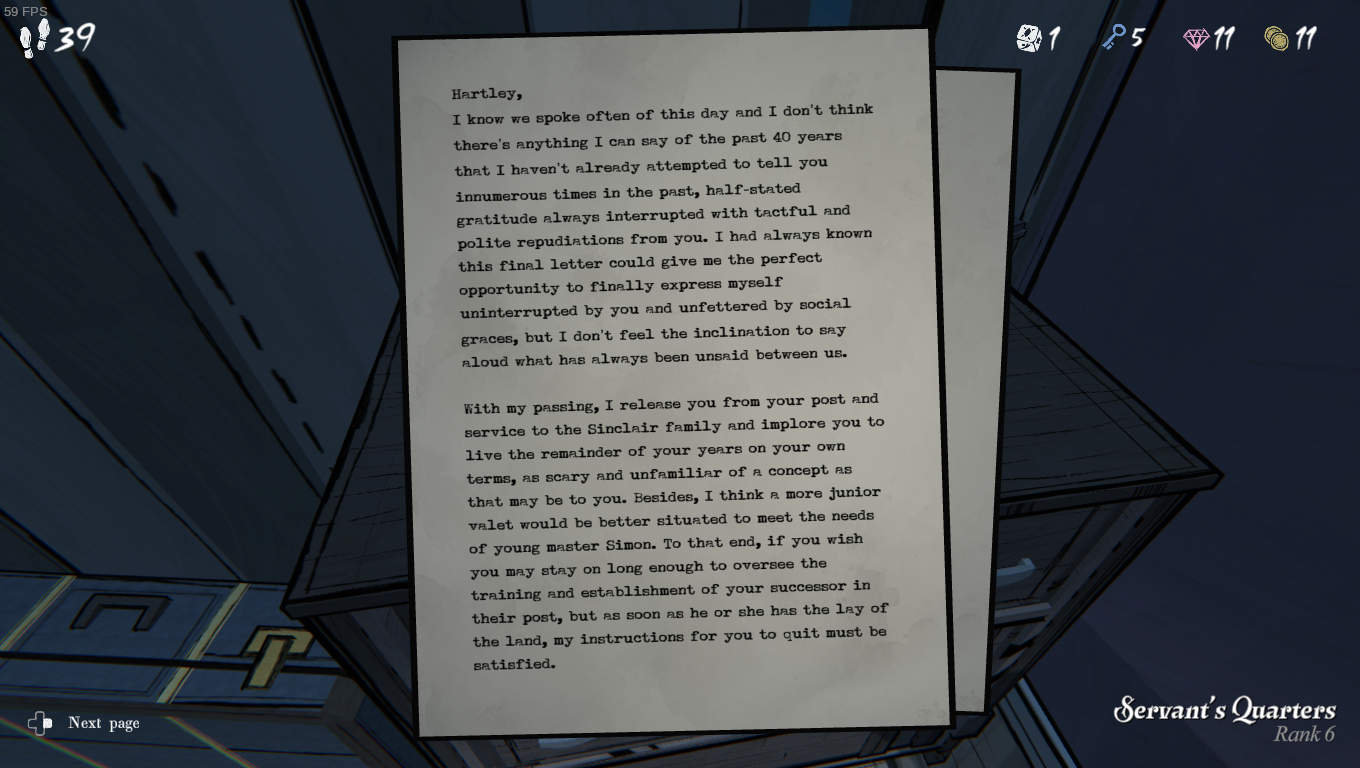 59 FPS
39
1
5
11
11
Hartley,
I know we spoke often of this day and I don't think
there's anything I can say of the past 40 years
that I haven't already attempted to tell you
innumerous times in the past, half-stated
gratitude always interrupted with tactful and
polite repudiations from you. I had always known
this final letter could give me the perfect
opportunity to finally express myself
uninterrupted by you and unfettered by social
graces, but I don't feel the inclination to say
aloud what has always been unsaid between us.
With my passing, I release you from your post and
service to the Sinclair family and implore you to
live the remainder of your years on your own
terms, as scary and unfamiliar of a concept as
that may be to you. Besides, I think a more junior
valet would be better situated to meet the needs
of young master Simon. To that end, if you wish
you may stay on long enough to oversee the
training and establishment of your successor in
their post, but as soon as he or she has the lay of
the land, my instructions for you to quit must be
satisfied.
Next page
Servant's Quarters
Rank 6